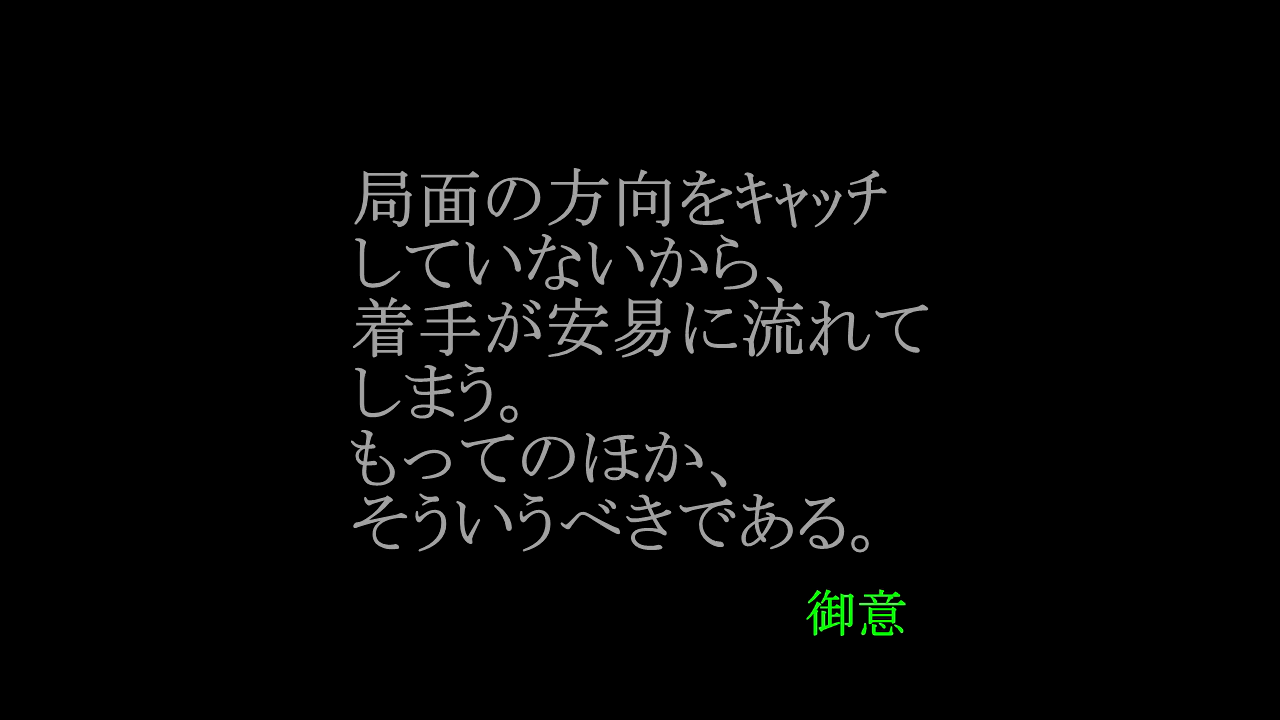 局面の方向をｷｬｯﾁ
していないから、
着手が安易に流れて
しまう。
もってのほか、
そういうべきである。
御意